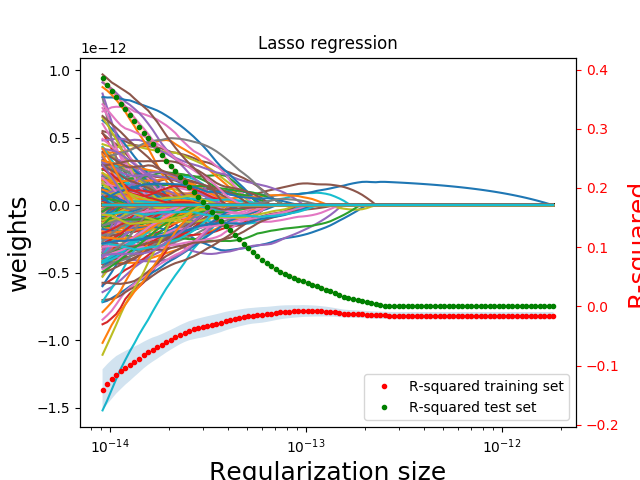 Lasso regression
1e−12
1.0
0.5
0.0
−0.5
−1.0
−1.5
weights
0.4
0.3
0.2
0.1
0.0
−0.1
−0.2
R-squared
R-squared training set
R-squared test set
10−14
10−13
10−12
Regularization size